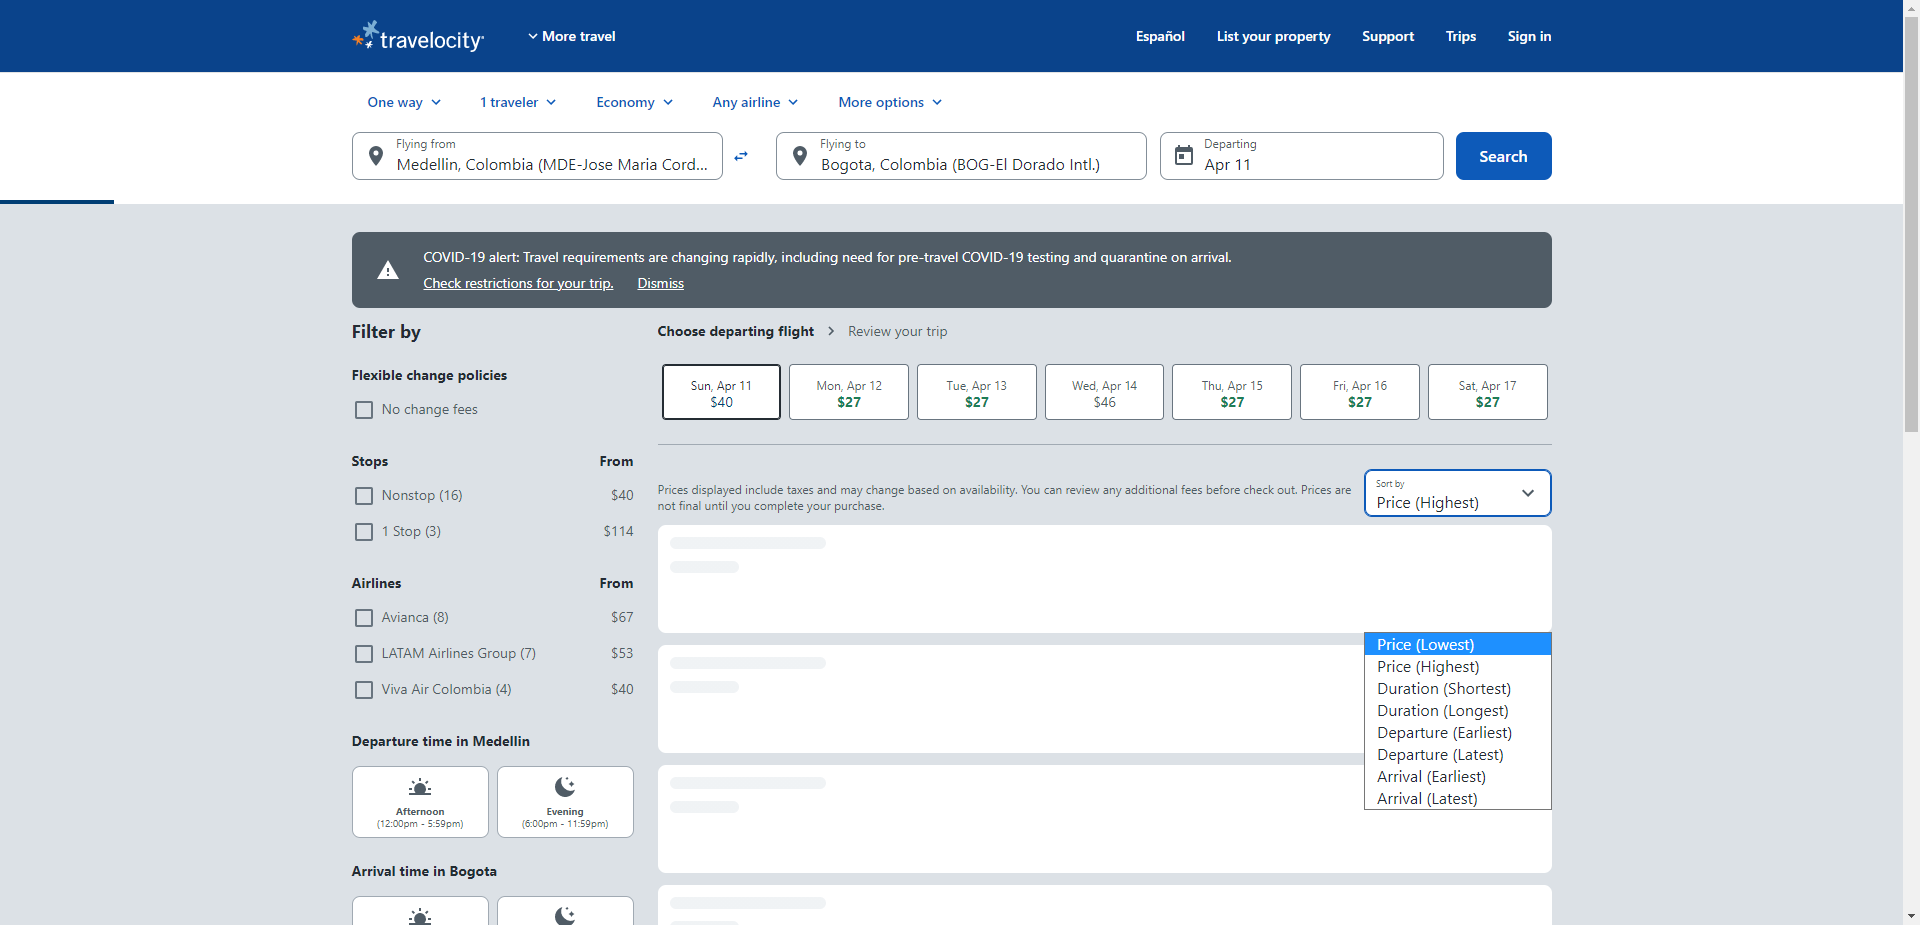 travelocity
More travel
Español
List your property
Support
Trips
Sign in
One way
1 traveler
Economy
Any airline
More options
Flying from
Medellin, Colombia (MDE-Jose Maria Cord...
Flying to
Bogota, Colombia (BOG-El Dorado Intl.)
Departing
Apr 11
Search
COVID-19 alert: Travel requirements are changing rapidly, including need for pre-travel COVID-19 testing and quarantine on arrival.
Check restrictions for your trip.
Dismiss
Filter by
Flexible change policies
No change fees
Stops From
Nonstop (16) $40
1 Stop (3) $114
Airlines From
Avianca (8) $67
LATAM Airlines Group (7) $53
Viva Air Colombia (4) $40
Departure time in Medellin
Afternoon
(12:00pm - 5:59pm)
Evening
(6:00pm - 11:59pm)
Arrival time in Bogota
Choose departing flight
Review your trip
Sun, Apr 11
$40
Mon, Apr 12
$27
Tue, Apr 13
$27
Wed, Apr 14
$46
Thu, Apr 15
$27
Fri, Apr 16
$27
Sat, Apr 17
$27
Prices displayed include taxes and may change based on availability. You can review any additional fees before check out. Prices are
not final until you complete your purchase.
Sort by
Price (Highest)
Price (Lowest)
Price (Highest)
Duration (Shortest)
Duration (Longest)
Departure (Earliest)
Departure (Latest)
Arrival (Earliest)
Arrival (Latest)